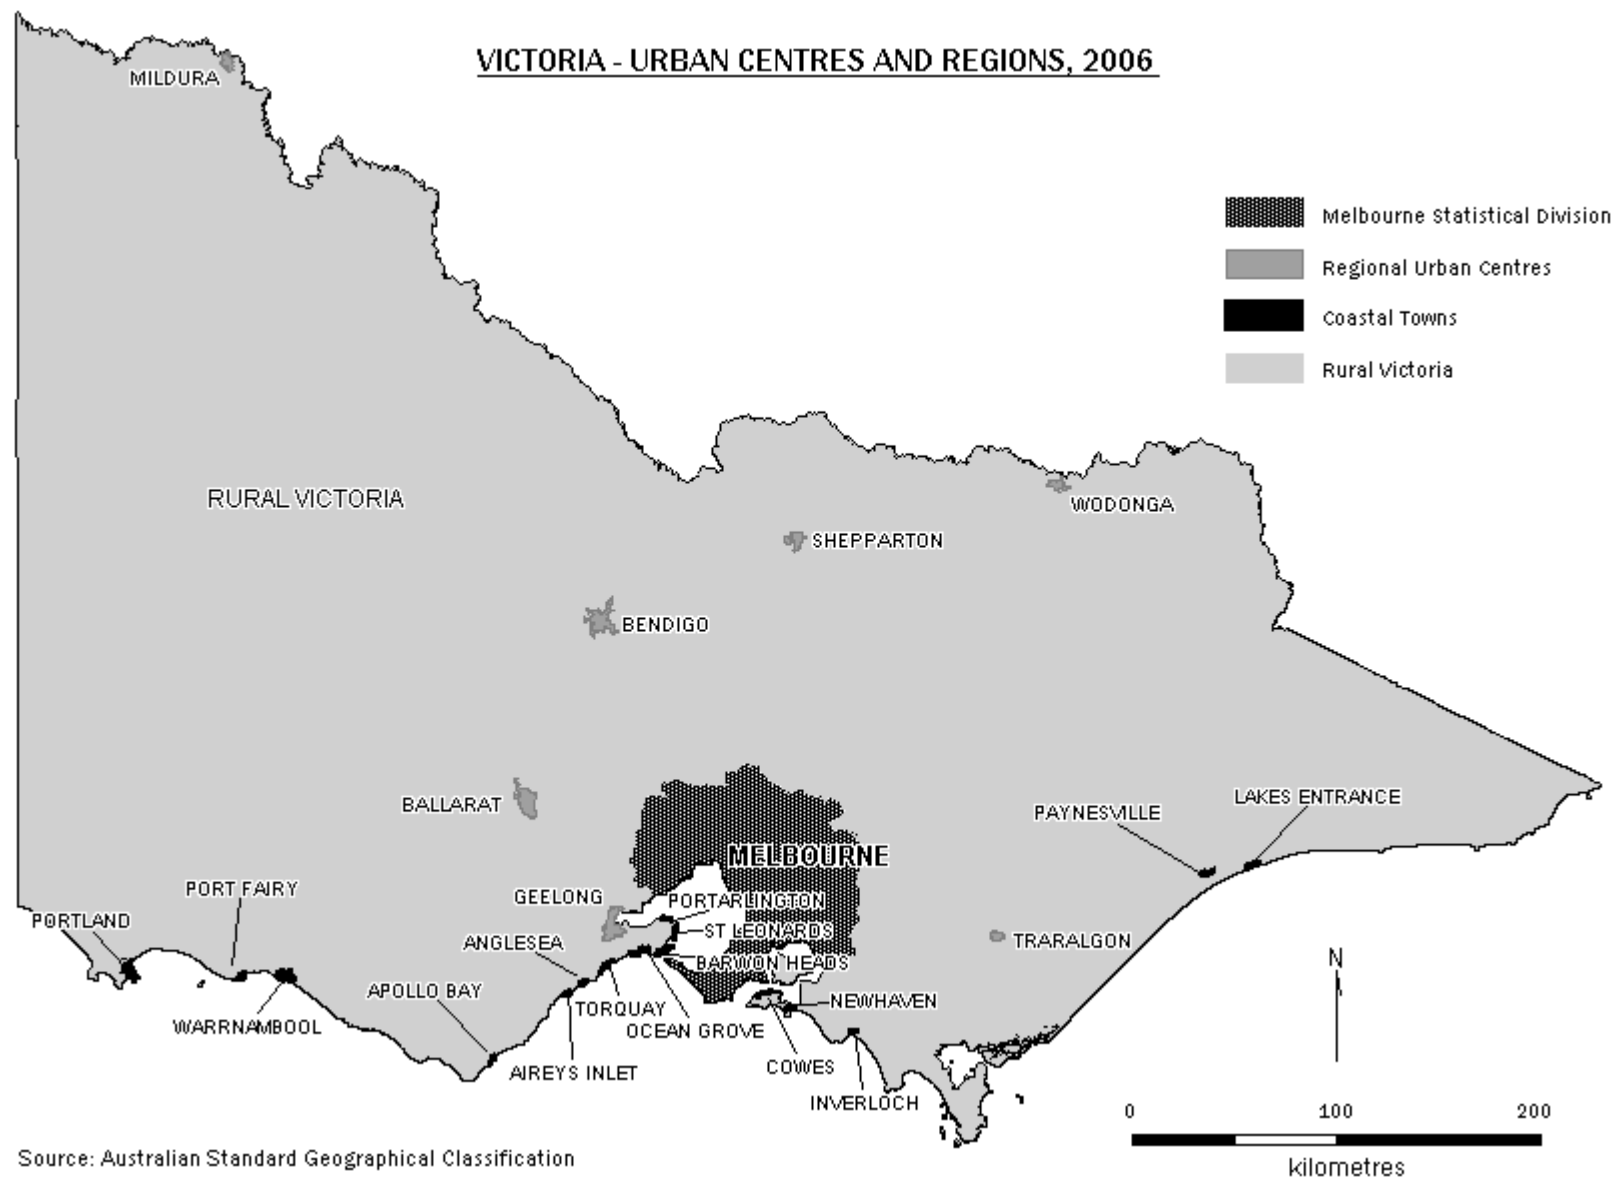 VICTORIA - URBAN CENTRES AND REGIONS, 2006
MILDURA
Melbourne Statistical Division
Regional Urban Centres
Coastal Towns
Rural Victoria
RURAL VICTORIA
WODONGA
SHEPPARTON
BENDIGO
BALLARAT
LAKES ENTRANCE
PAYNESVILLE
MELBOURNE
PORT FAIRY
GEELONG
PORTARLINGTON
PORTLAND
ST LEONARDS
ANGLESEA
TRARALGON
BARWON HEADS
N
APOLLO BAY
NEWHAVEN
TORQUAY
WARRNAMBOOL
OCEAN GROVE
COWES
AIREYS INLET
INVERLOCH
0 100 200
kilometres
Source: Australian Standard Geographical Classification